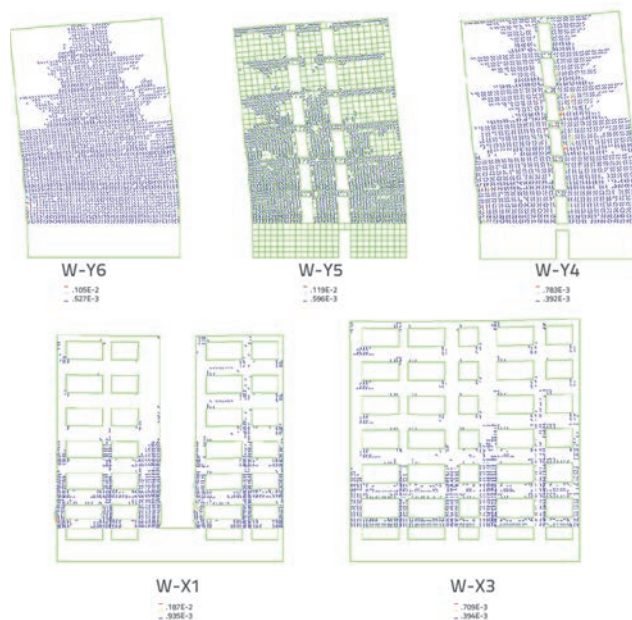 W-Y6
.105E-2
.527E-3
W-Y5
.119E-2
.596E-3
W-Y4
.783E-3
.392E-3
W-X1
.187E-2
.935E-3
W-X3
.709E-3
.394E-3